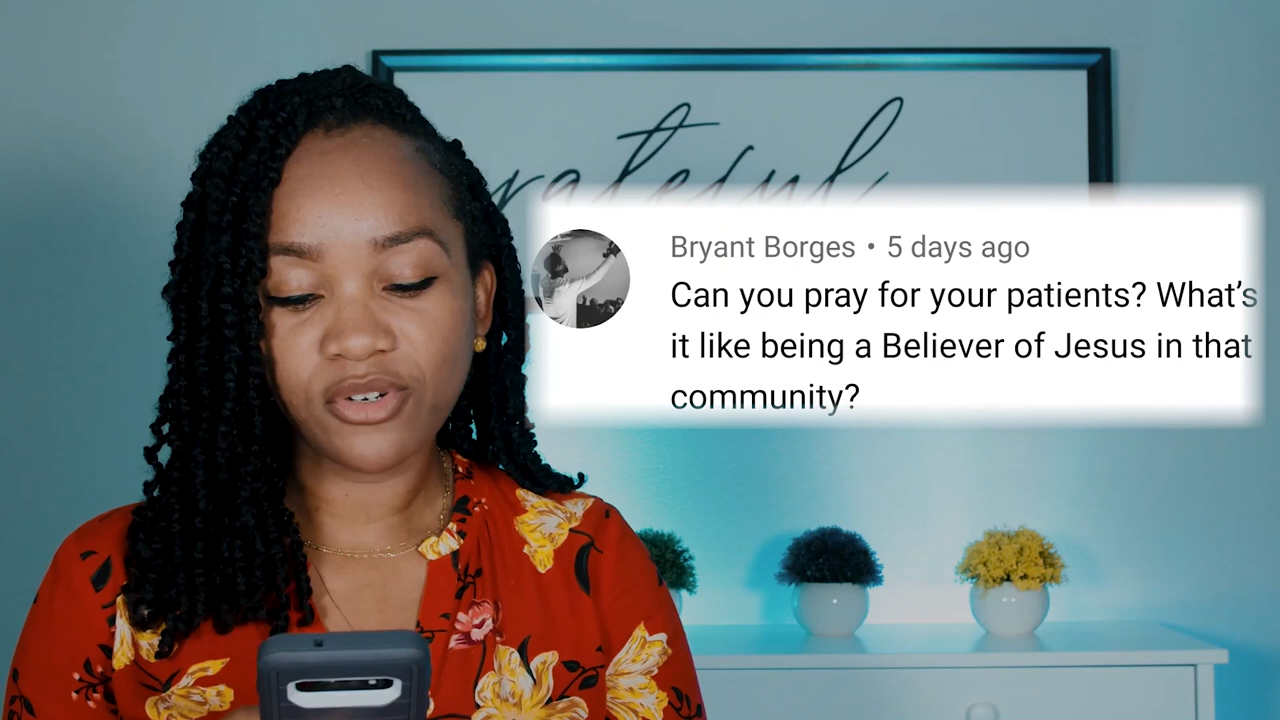 grateful
Bryant Borges • 5 days ago
Can you pray for your patients? What’s
it like being a Believer of Jesus in that
community?